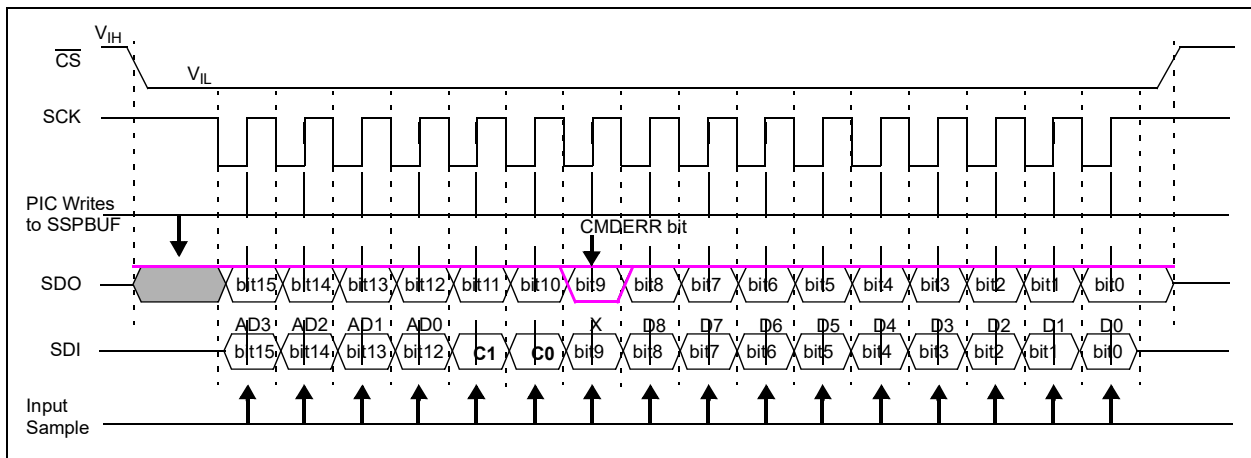 VIH
CS
VIL
SCK
PIC Writes
to SSPBUF
CMDERR bit
SDO
bit15 bit14 bit13 bit12 bit11 bit10 bit9 bit8 bit7 bit6 bit5 bit4 bit3 bit2 bit1 bit0
AD3 AD2 AD1 AD0 X D8 D7 D6 D5 D4 D3 D2 D1 D0
SDI
bit15 bit14 bit13 bit12 C1 C0 bit9 bit8 bit7 bit6 bit5 bit4 bit3 bit2 bit1 bit0
Input
Sample